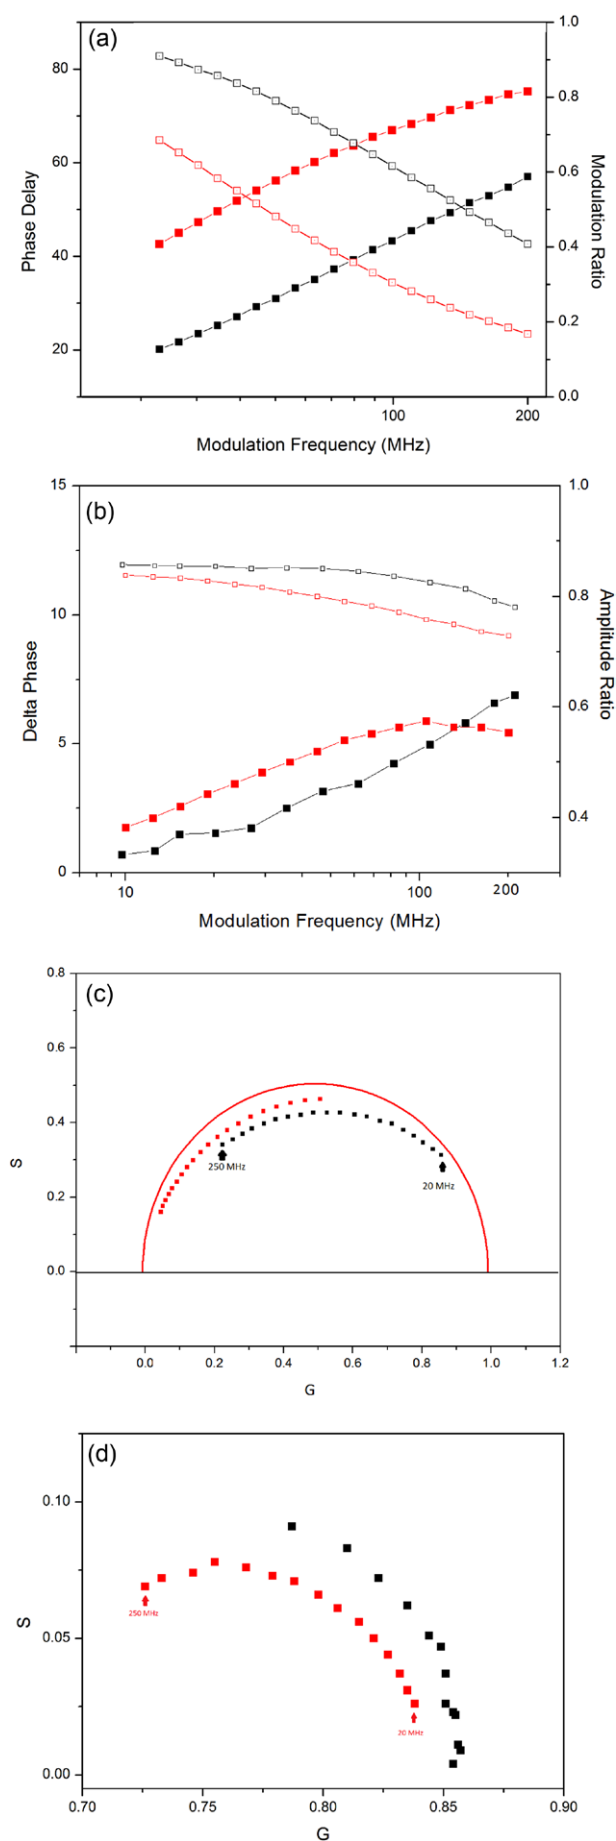 (a)
80
60
40
20
Phase Delay
1.0
0.8
0.6
0.4
0.2
0.0
Modulation Ratio
100
200
Modulation Frequency (MHz)
(b)
15
10
5
0
Delta Phase
1.0
0.8
0.6
0.4
Amplitude Ratio
10
100
200
Modulation Frequency (MHz)
(c)
0.8
0.6
0.4
0.2
0.0
S
250 MHz
20 MHz
0.0
0.2
0.4
0.6
0.8
1.0
1.2
G
(d)
0.10
0.05
0.00
S
250 MHz
20 MHz
0.70
0.75
0.80
0.85
0.90
G